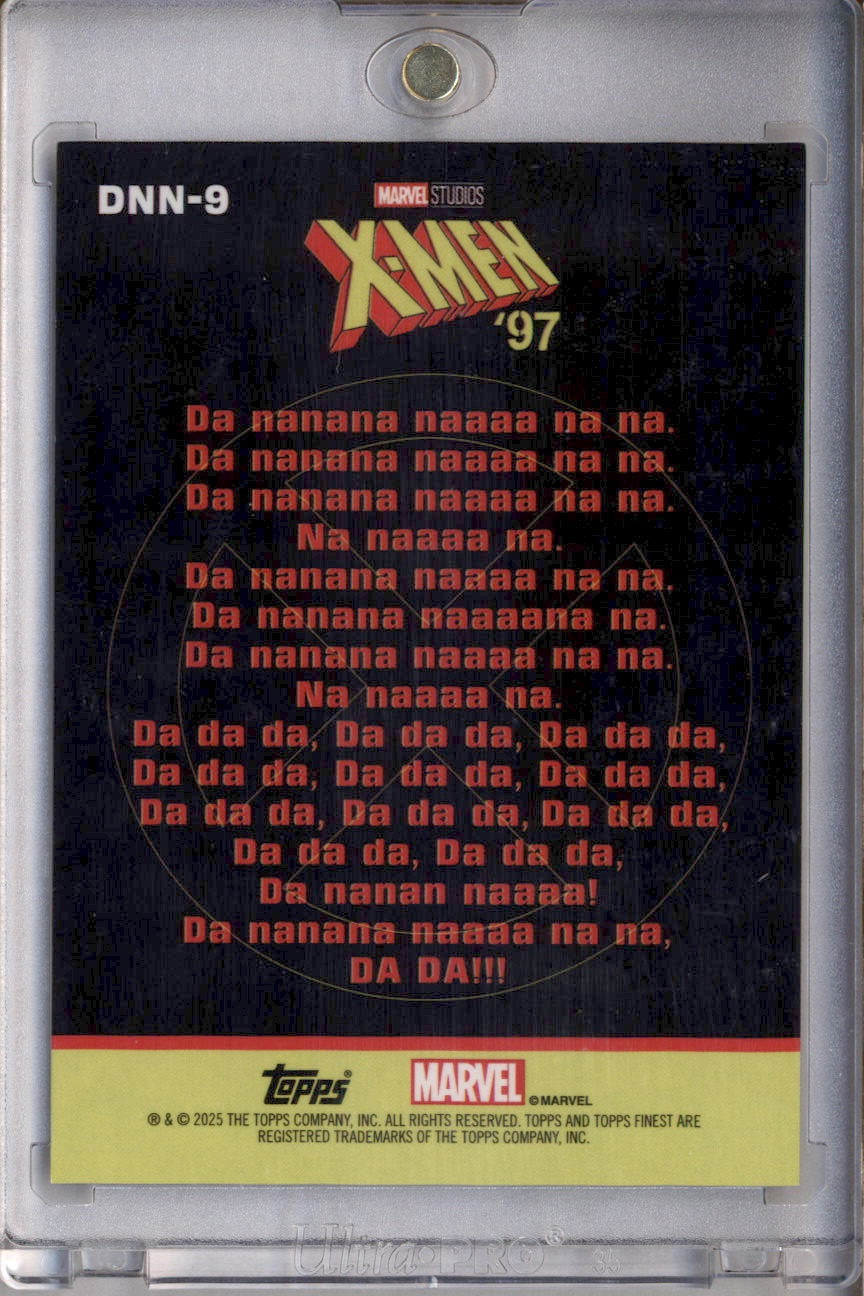 DNN-9
MARVEL STUDIOS
X-MEN
'97
Da nanana naaaa na na.
Da nanana naaaa na na.
Da nanana naaaa na na.
Na naaaa na.
Da nanana naaaa na na.
Da nanana naaaana na.
Da nanana naaaa na na.
Na naaaa na.
Da da da, Da da da, Da da da,
Da da da, Da da da, Da da da,
Da da da, Da da da, Da da da,
Da da da, Da da da,
Da nanan naaaa!
Da nanana naaaa na na,
DA DA!!!
topps® MARVEL ©MARVEL
® & © 2025 THE TOPPS COMPANY, INC. ALL RIGHTS RESERVED. TOPPS AND TOPPS FINEST ARE
REGISTERED TRADEMARKS OF THE TOPPS COMPANY, INC.
Ultra•PRO® 35